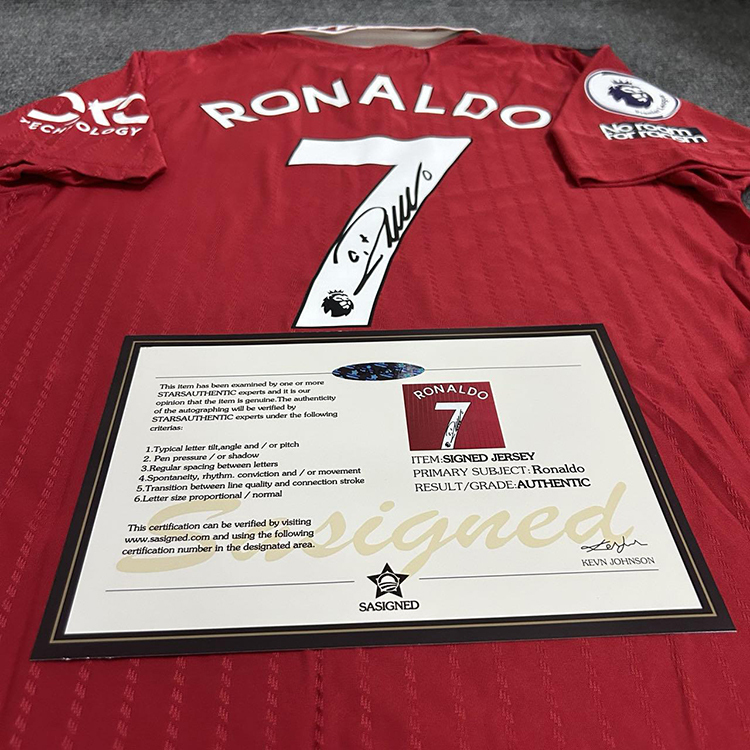 RONALDO
7
TECHNOLOGY
Premier League
No Room
For Racism
This item has been examined by one or more
STARSAUTHENTIC experts and it is our
opinion that the item is genuine.The authenticity
of the autographing will be verified by
STARSAUTHENTIC experts under the following
criterias:
1.Typical letter tilt,angle and / or pitch
2. Pen pressure / or shadow
3.Regular spacing between letters
4.Spontaneity, rhythm. conviction and / or movement
5.Transition between line quality and connection stroke
6.Letter size proportional / normal
This certification can be verified by visiting
www.sasigned.com and using the following
certification number in the designated area.
RONALDO
7
ITEM:SIGNED JERSEY
PRIMARY SUBJECT:Ronaldo
RESULT/GRADE:AUTHENTIC
Sasigned
KEVN JOHNSON
SASIGNED